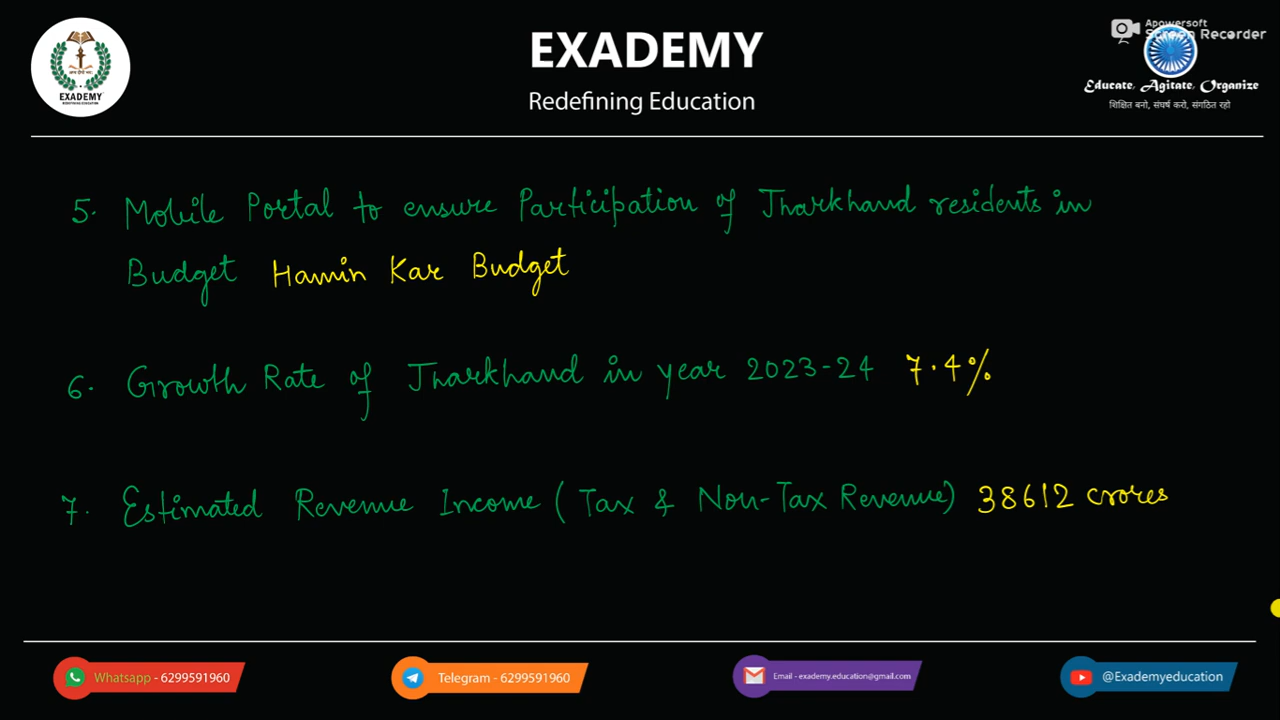 EXADEMY
Redefining Education
EXADEMY
REDEFINING EDUCATION
Apowersoft
Screen Recorder
Educate, Agitate, Organize
शिक्षित बनो, संघर्ष करो, संगठित रहो
5. Mobile Portal to ensure Participation of Jharkhand residents in
Budget Hamin Kar Budget
6. Growth Rate of Jharkhand in year 2023-24 7.4%
7. Estimated Revenue Income (Tax & Non-Tax Revenue) 38612 crores
Whatsapp - 6299591960
Telegram - 6299591960
Email - exademy.education@gmail.com
@Exademyeducation